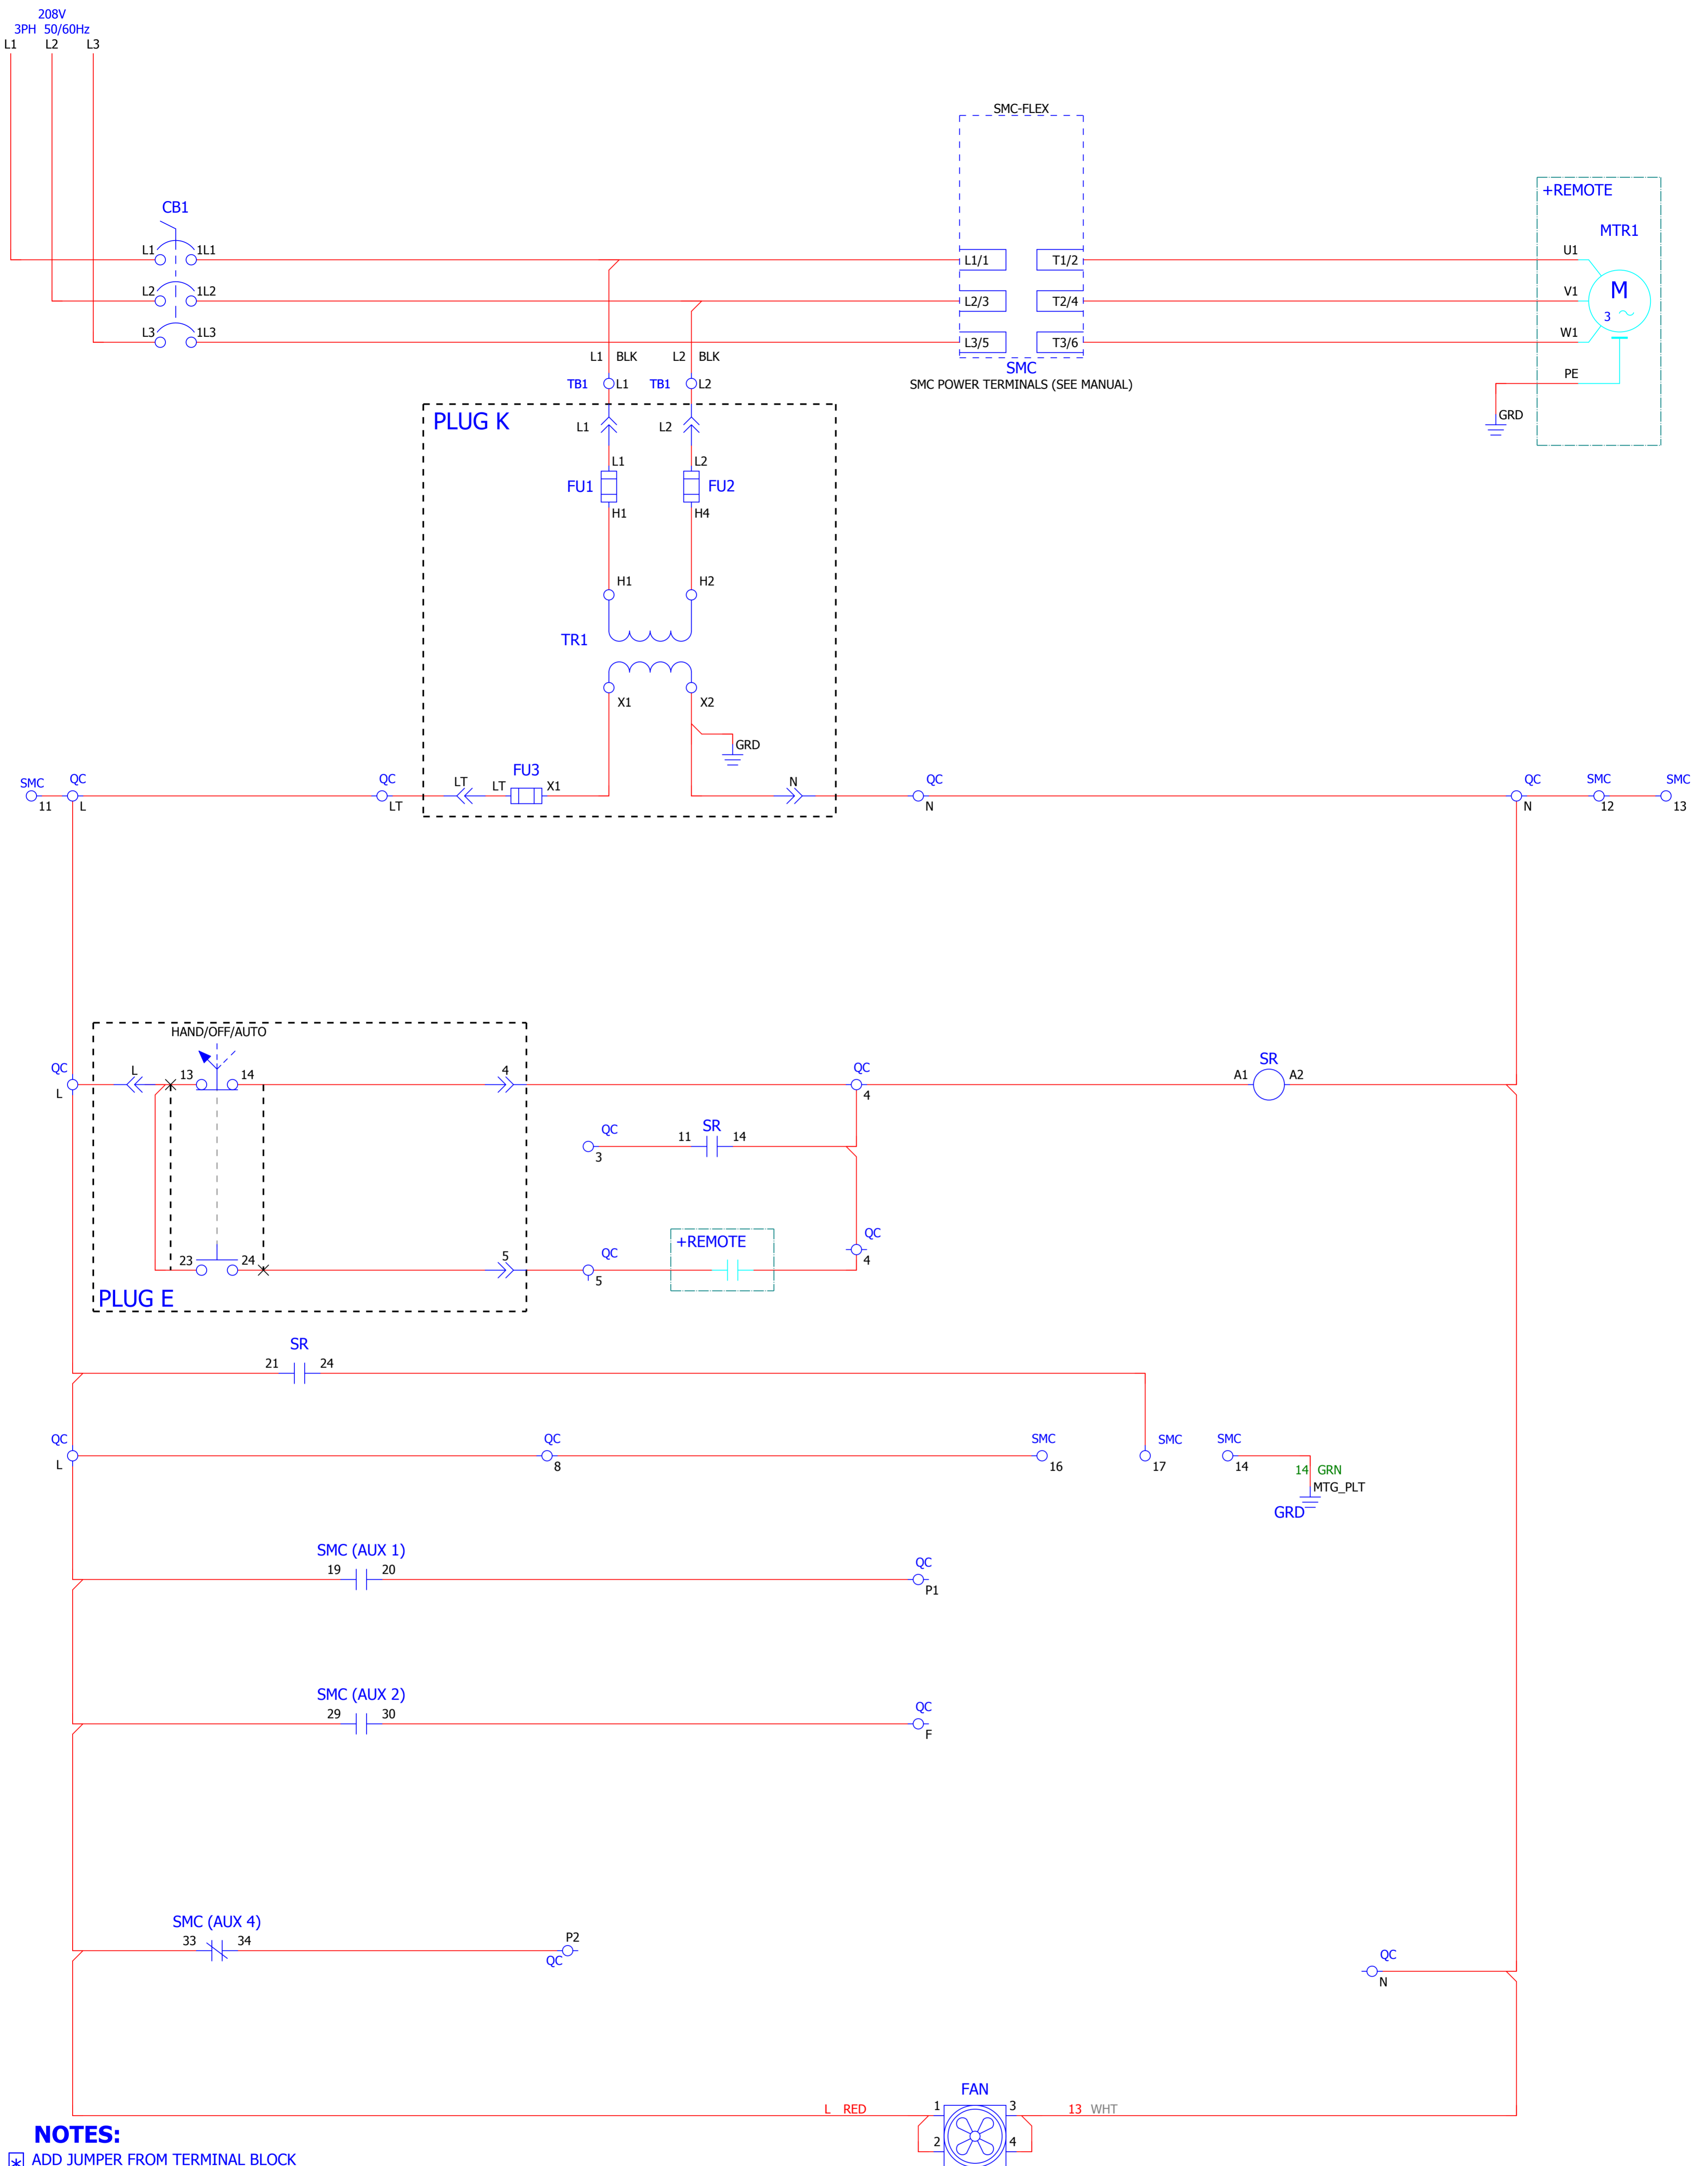 208V
3PH 50/60Hz
L1 L2 L3
SMC-FLEX
+REMOTE
CB1
MTR1
L1 1L1 L1/1 T1/2 U1
L2 1L2 L2/3 T2/4 V1
M
3
L3 1L3 L3/5 T3/6 W1
L1 BLK L2 BLK
SMC
PE
TB1 L1 TB1 L2
SMC POWER TERMINALS (SEE MANUAL)
GRD
PLUG K
L1 L2
L1 L2
FU1 FU2
H1 H4
H1 H2
TR1
X1 X2
GRD
FU3
SMC QC QC LT LT X1 N QC QC SMC SMC
11 L LT N N 12 13
HAND/OFF/AUTO
QC L 13 14 4 QC SR
A1 A2
L 4
QC 11 SR 14
3
+REMOTE
QC
23 24 5 QC
4
5
PLUG E
SR
21 24
QC QC SMC SMC SMC
L 8 16 17 14
14 GRN
MTG_PLT
GRD
SMC (AUX 1)
19 20 QC
P1
SMC (AUX 2)
29 30 QC
F
SMC (AUX 4)
33 34 P2
QC
QC
N
FAN
L RED 1 3 13 WHT
2 4
NOTES:
* ADD JUMPER FROM TERMINAL BLOCK